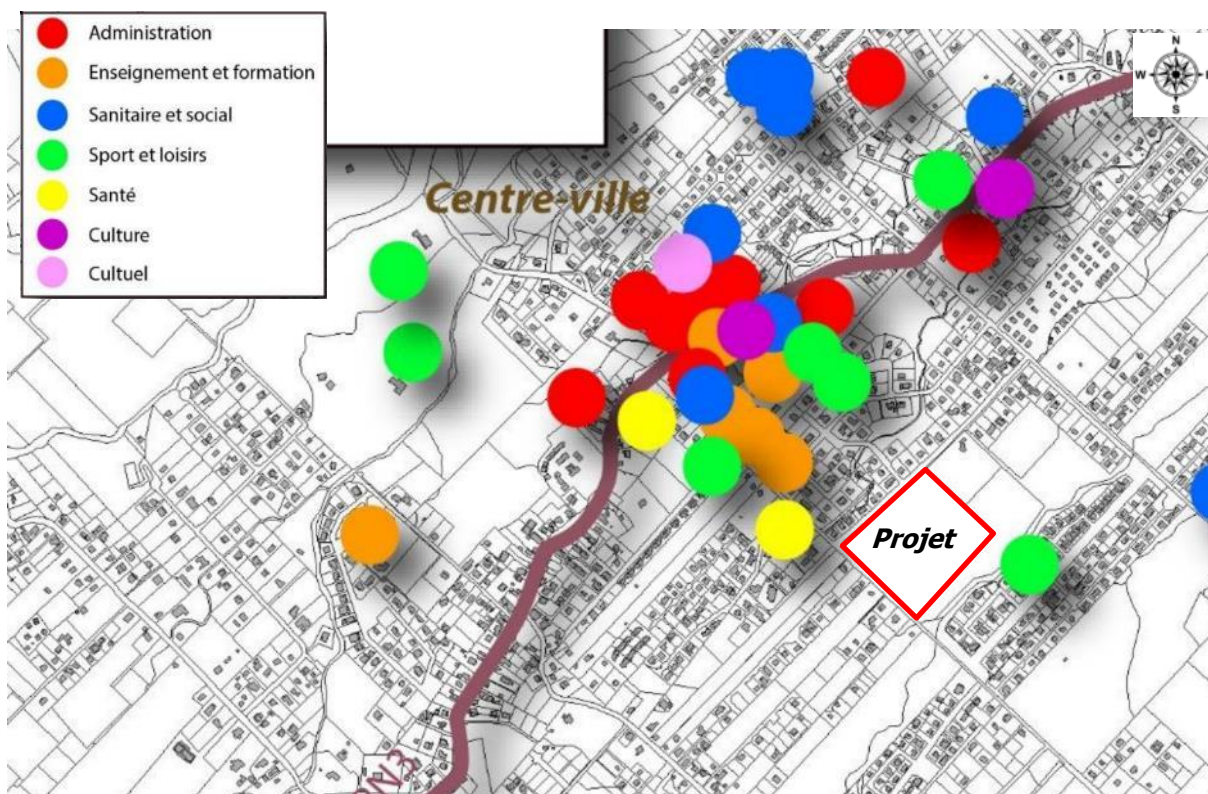 Administration
Enseignement et formation
Sanitaire et social
Sport et loisirs
Santé
Culture
Cultuel
N
W
S
Centre-ville
Projet